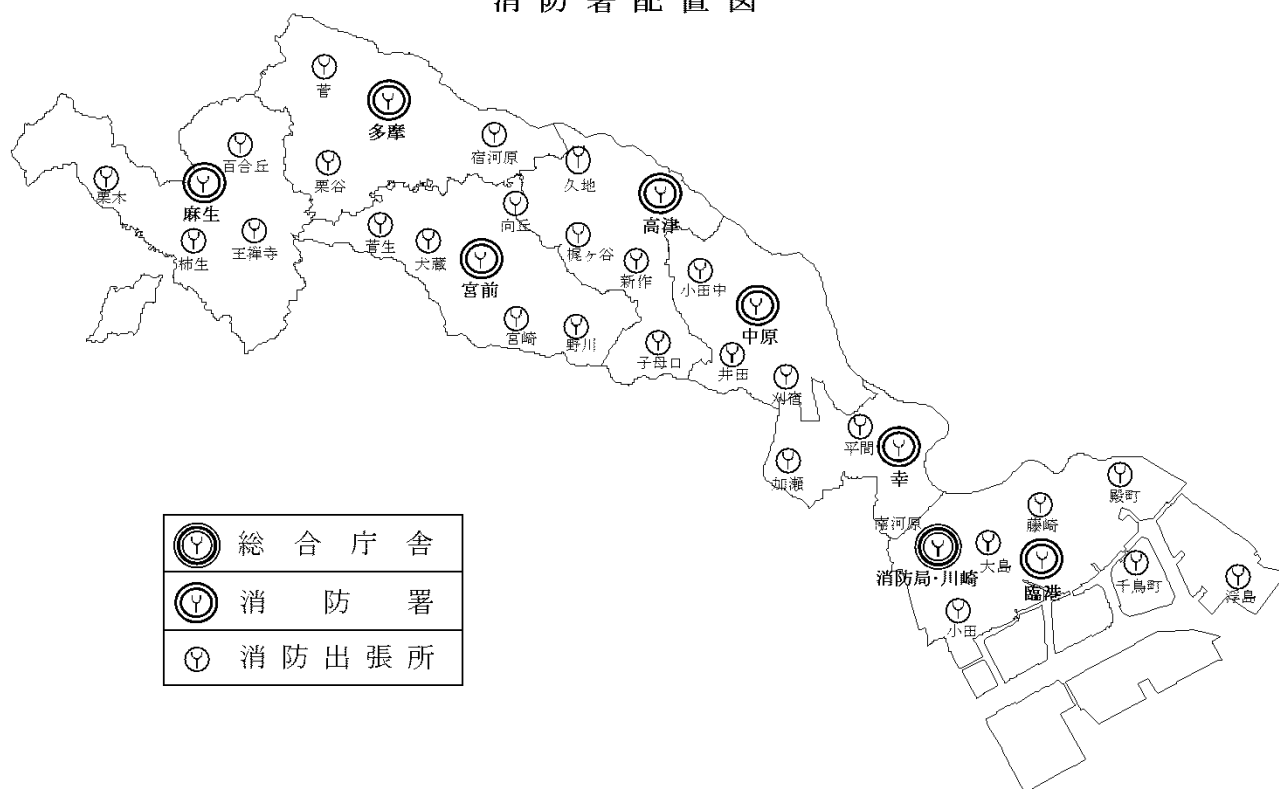 消防署配置図
菅
多摩
宿河原
百合丘
久地
栗谷
栗木
高津
麻生
向丘
菅生
王禅寺
梶ヶ谷
柿生
犬蔵
新作
小田中
宮前
中原
宮崎
野川
子母口
井田
刈宿
平間
加瀬
幸
殿町
南河原
藤崎
大島
消防局・川崎
臨港
千鳥町
浮島
小田
総合庁舎
消防署
消防出張所